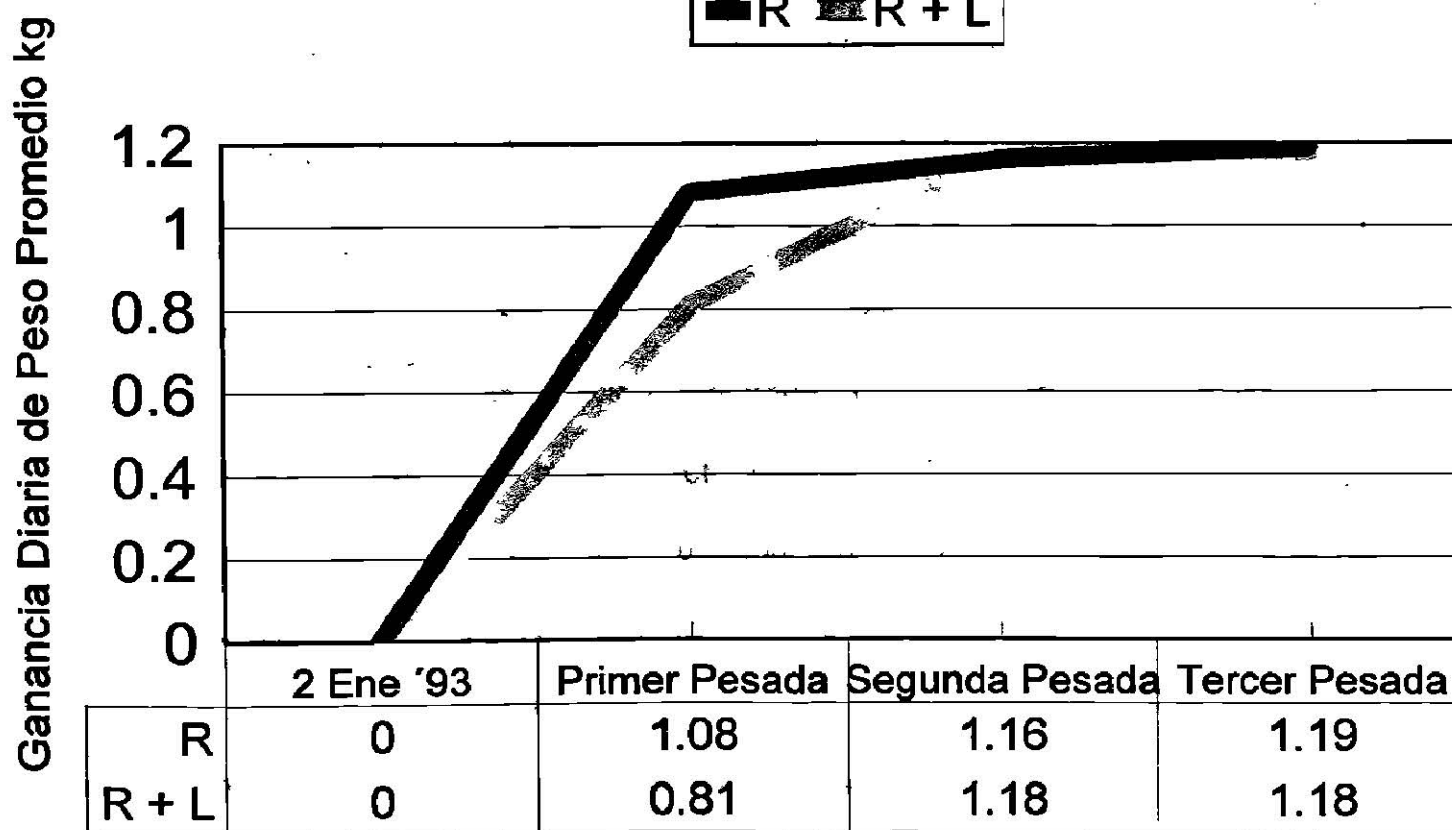 R R + L
Ganancia Diaria de Peso Promedio kg
1.2
1
0.8
0.6
0.4
0.2
0
2 Ene ´93 Primer Pesada Segunda Pesada Tercer Pesada
R 0 1.08 1.16 1.19
R + L 0 0.81 1.18 1.18